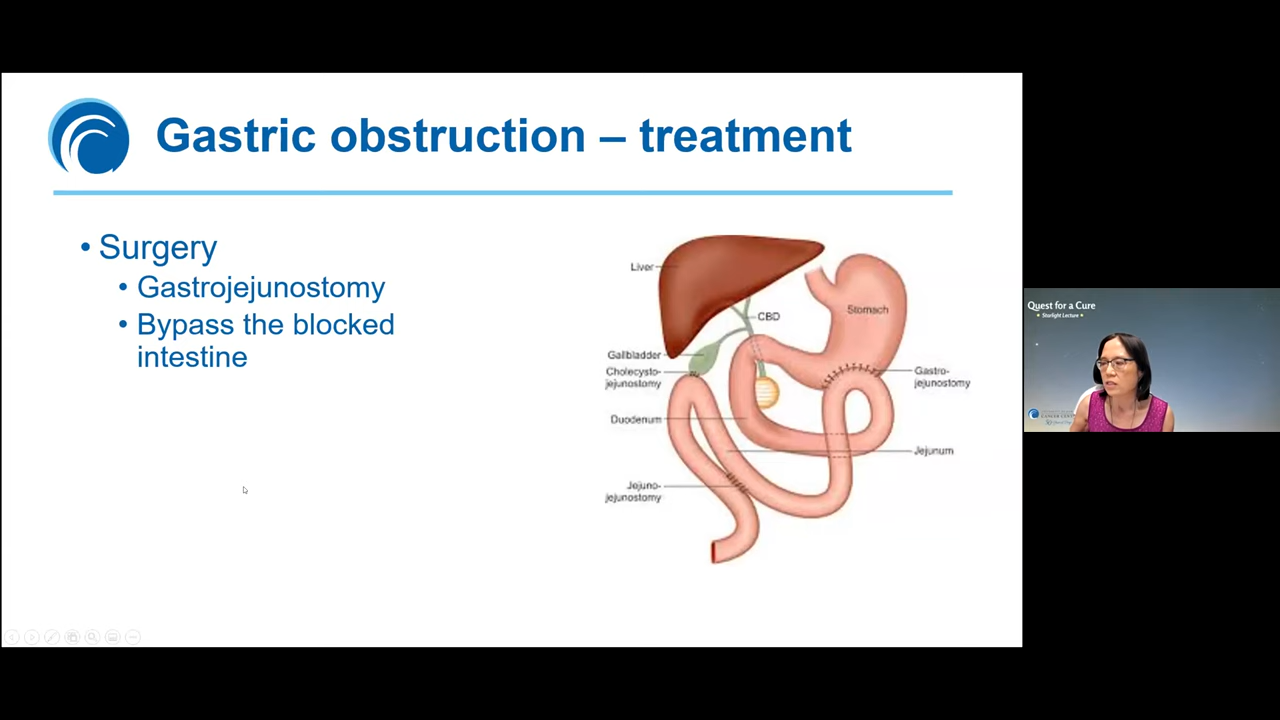 Gastric obstruction – treatment
• Surgery
• Gastrojejunostomy
• Bypass the blocked
intestine
Liver
CBD
Stomach
Gallbladder
Cholecysto-
jejunostomy
Gastro-
jejunostomy
Duodenum
Jejunum
Jejuno-
jejunostomy
Quest for a Cure
Starlight Lecture